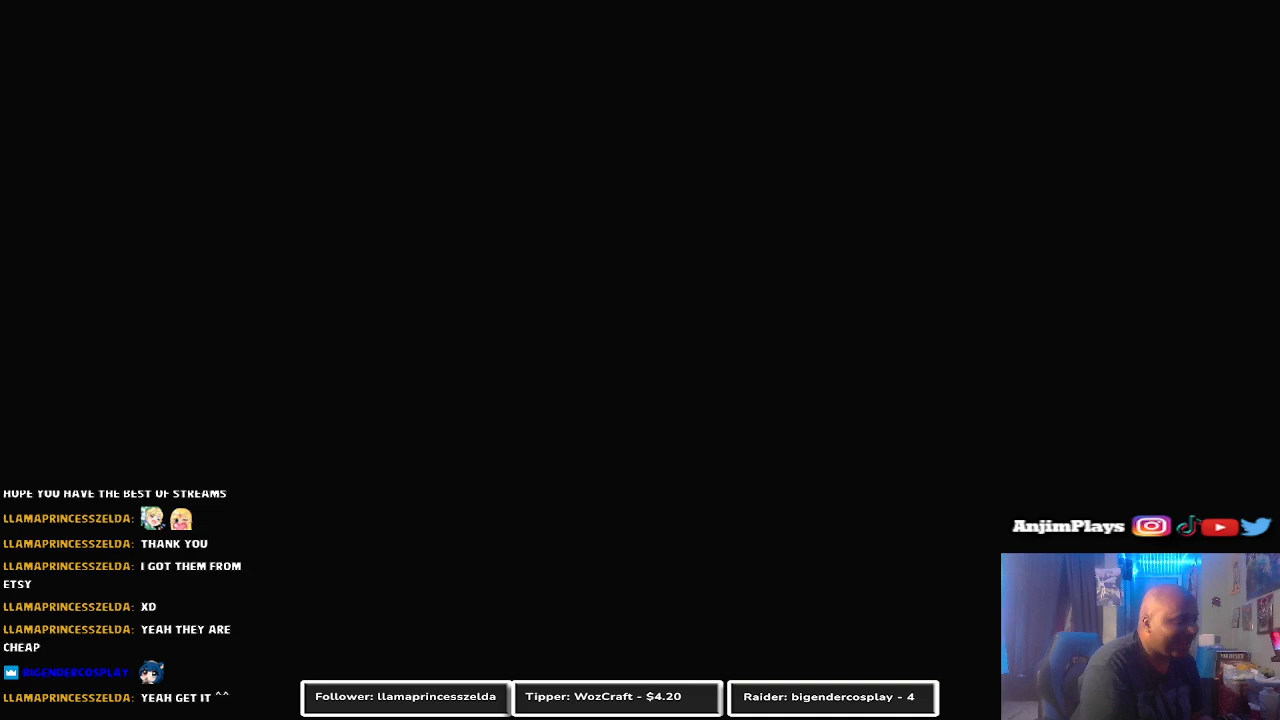 HOPE YOU HAVE THE BEST OF STREAMS
LLAMAPRINCESSZELDA:
LLAMAPRINCESSZELDA: THANK YOU
LLAMAPRINCESSZELDA: I GOT THEM FROM
ETSY
LLAMAPRINCESSZELDA: XD
LLAMAPRINCESSZELDA: YEAH THEY ARE
CHEAP
BIGENDERCOSPLAY
LLAMAPRINCESSZELDA: YEAH GET IT ^^
AnjimPlays
Follower: llamaprincesszelda
Tipper: WozCraft - $4.20
Raider: bigendercosplay - 4